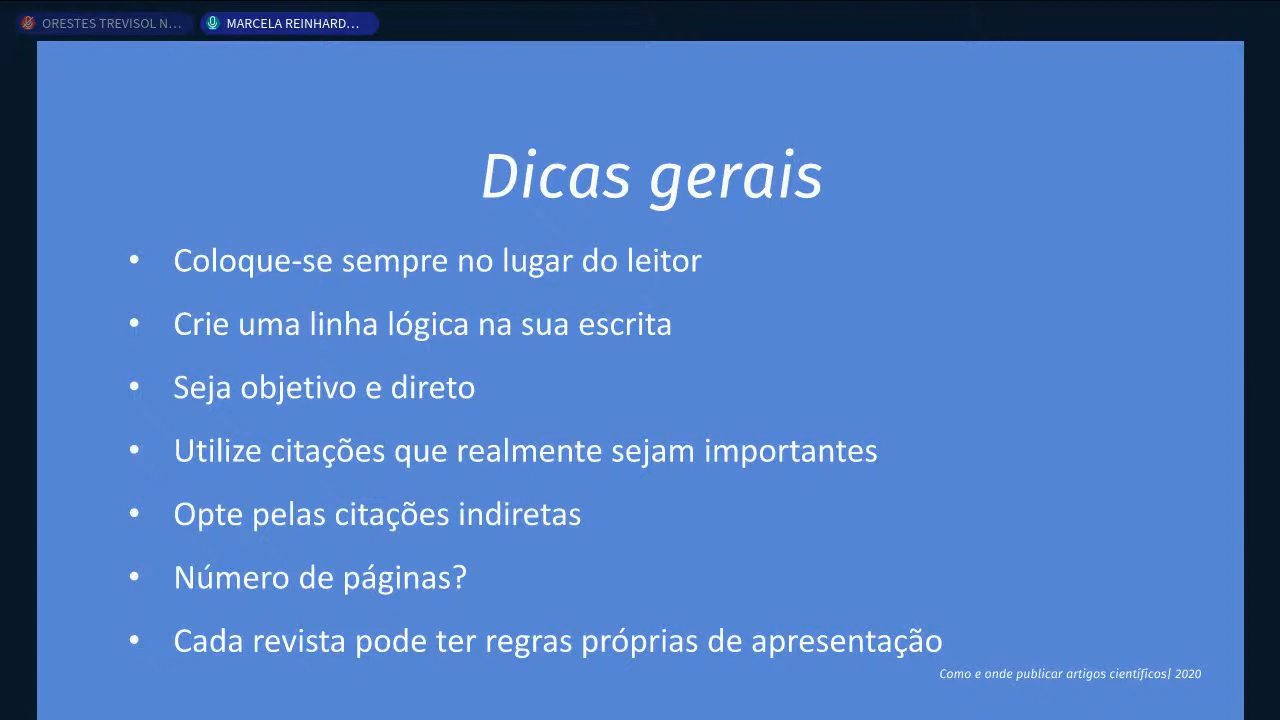 ORESTES TREVISOL N...
MARCELA REINHARD...
Dicas gerais
• Coloque-se sempre no lugar do leitor
• Crie uma linha lógica na sua escrita
• Seja objetivo e direto
• Utilize citações que realmente sejam importantes
• Opte pelas citações indiretas
• Número de páginas?
• Cada revista pode ter regras próprias de apresentação
Como e onde publicar artigos científicos| 2020